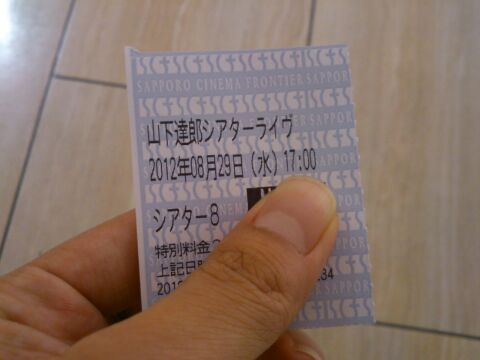 SAPPORO CINEMA FRONTIER SAPPOR
山下達郎シアターライヴ
2012年08月29日(水)17:00
シアター8
特別料金
上記日